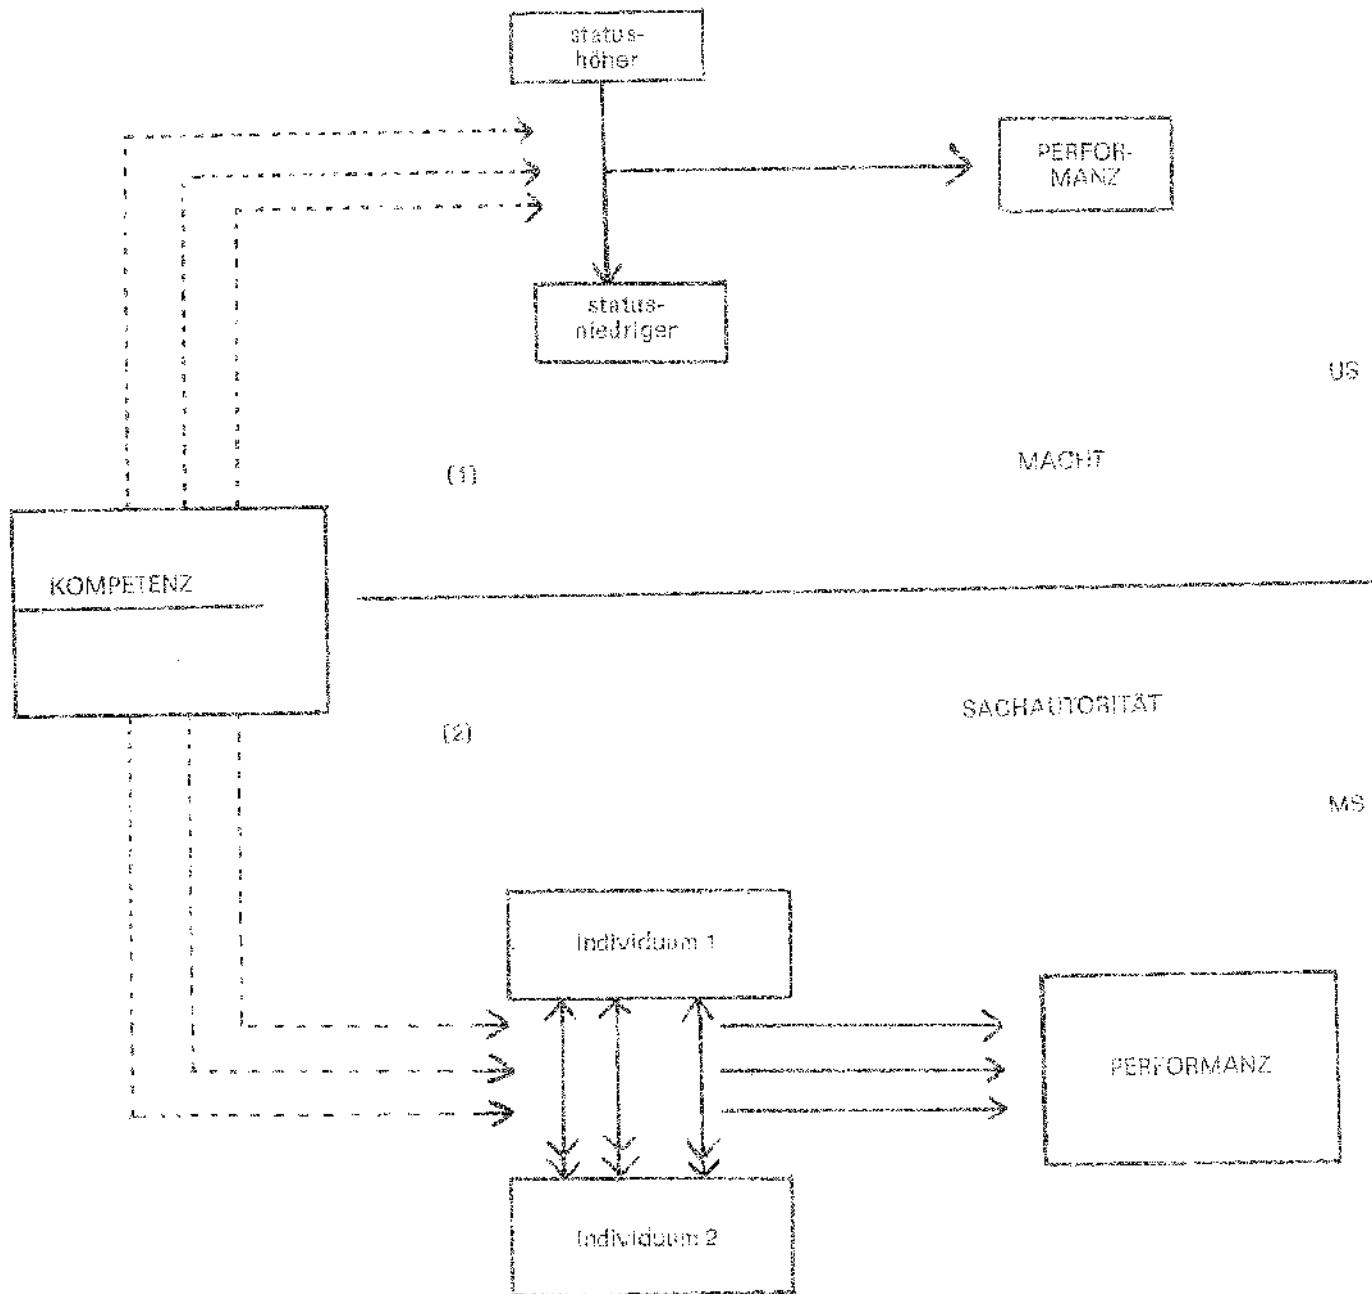 status-
höher
PERFOR-
MANZ
status-
niedriger
US
(1)
MACHT
KOMPETENZ
SACHAUTORITÄT
(2)
MS
Individuum 1
PERFORMANZ
Individuum 2